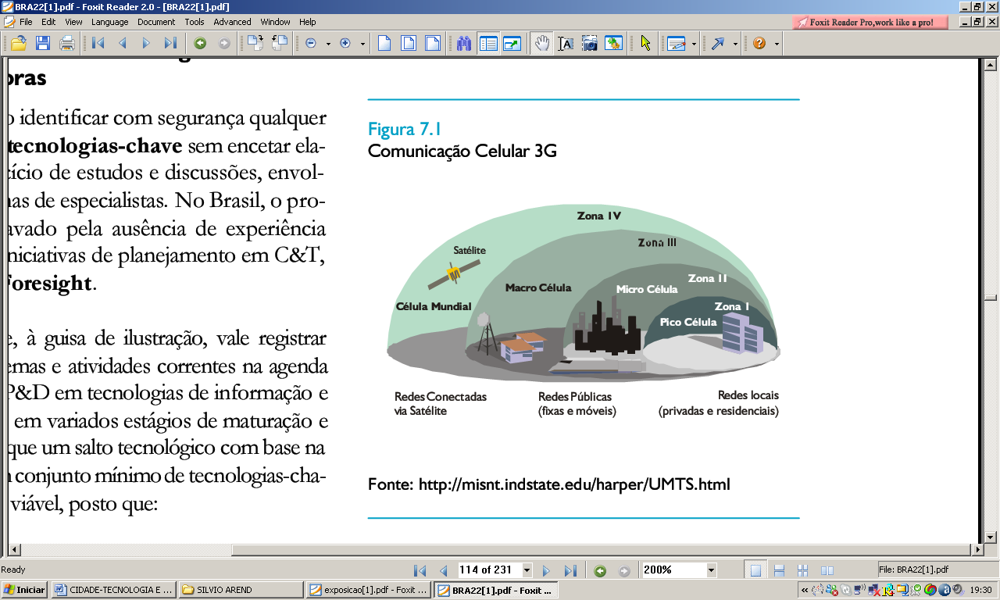 BRA22[1].pdf - Foxit Reader 2.0 - [BRA22[1].pdf]
File Edit View Language Document Tools Advanced Window Help
Foxit Reader Pro,work like a pro!
oras
o identificar com segurança qualquer
tecnologias-chave sem encetar ela-
cício de estudos e discussões, envol-
nas de especialistas. No Brasil, o pro-
avado pela ausência de experiência
niciativas de planejamento em C&T,
Foresight.
e, à guisa de ilustração, vale registrar
emas e atividades correntes na agenda
P&D em tecnologias de informação e
em variados estágios de maturação e
que um salto tecnológico com base na
conjunto mínimo de tecnologias-cha-
viável, posto que:
Figura 7.1
Comunicação Celular 3G
Zona IV
Zona III
Satélite
Zona II
Macro Célula
Micro Célula
Célula Mundial
Zona I
Pico Célula
Redes Conectadas
via Satélite
Redes Públicas
(fixas e móveis)
Redes locais
(privadas e residenciais)
Fonte: http://misnt.indstate.edu/harper/UMTS.html
Ready
114 of 231
200%
File: BRA22[1].pdf
Iniciar
CIDADE-TECNOLOGIA E ...
SILVIO AREND
exposicao[1].pdf - Foxit ...
BRA22[1].pdf - Foxit R...
19:30